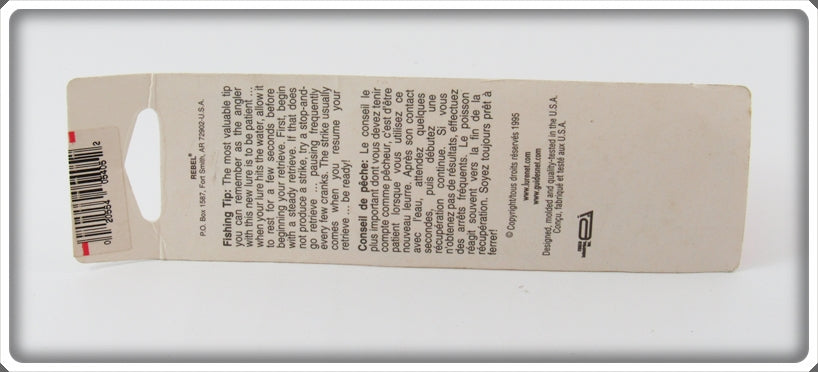 REBEL®
P.O. Box 1587, Fort Smith, AR 72902-U.S.A.
Fishing Tip: The most valuable tip
you can remember as the angler
with this new lure is to be patient ...
when your lure hits the water, allow it
to rest for a few seconds before
beginning your retrieve. First, begin
with a steady retrieve. If that does
not produce a strike, try a stop-and-
go retrieve ... pausing frequently
every few cranks. The strike usually
comes when you resume your
retrieve ... be ready!
Conseil de pêche: Le conseil le
plus important dont vous devez tenir
compte comme pêcheur, c'est d'être
patient lorsque vous utilisez ce
nouveau leurre. Après son contact
avec l'eau, attendez quelques
secondes, puis débutez une
récupération continue. Si vous
n'obtenez pas de résultats, effectuez
des arrêts fréquents. Le poisson
réagit souvent vers la fin de la
récupération. Soyez toujours prêt à
ferrer!
© Copyright/tous droits réservés 1995
www.lurenet.com
www.guidesnet.com
Designed, molded and quality-tested in the U.S.A.
Conçu, fabriqué et testé aux U.S.A.